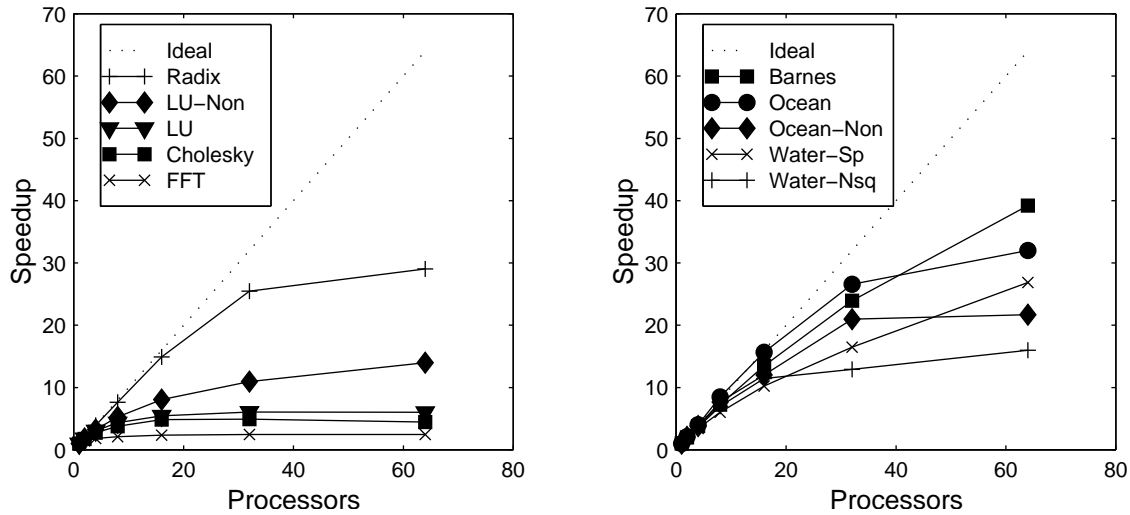 70
60
50
40
30
20
10
0
Speedup
Ideal
Radix
LU−Non
LU
Cholesky
FFT
0 20 40 60 80
Processors
70
60
50
40
30
20
10
0
Speedup
Ideal
Barnes
Ocean
Ocean−Non
Water−Sp
Water−Nsq
0 20 40 60 80
Processors